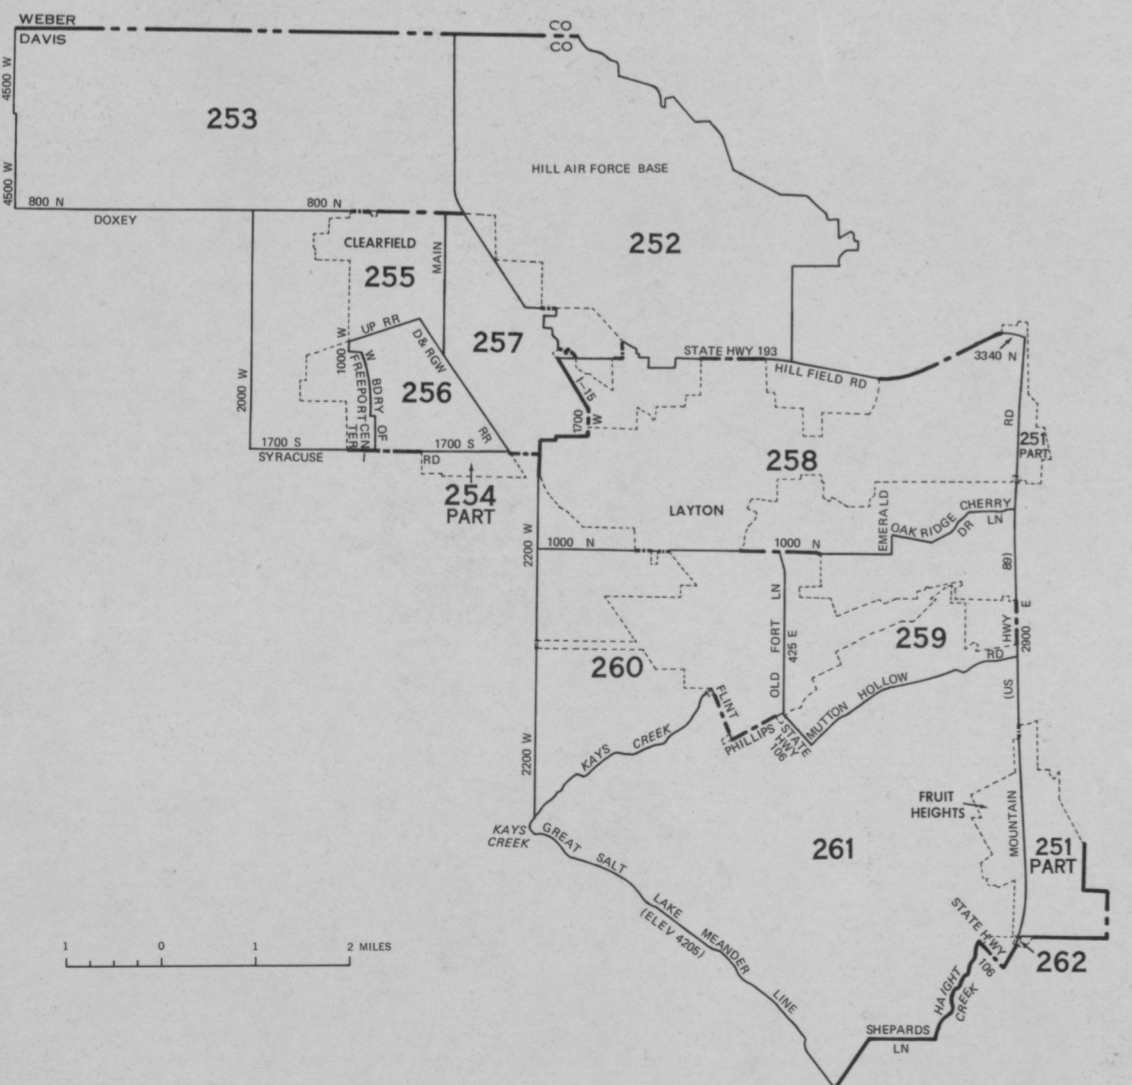 WEBER
DAVIS
CO
CO
4500 W
4500 W
253
HILL AIR FORCE BASE
252
800 N
DOXEY
800 N
CLEARFIELD
255
MAIN
UP RR
D&RGW
RR
257
1000 W
W BDRY OF
FREEPORT CEN-
TER
256
2000 W
I-15
1700 W
STATE HWY 193
HILL FIELD RD
3340 N
RD
251
PART
1700 S
SYRACUSE
1700 S
RD
254
PART
258
LAYTON
EMERALD
OAK RIDGE
DR
CHERRY
LN
2200 W
1000 N
1000 N
89)
HWY
2900 E
(US
OLD FORT LN
425 E
259
MUTTON HOLLOW
RD
260
FLINT
PHILLIPS
STATE
HWY
106
2200 W
KAYS CREEK
KAYS
CREEK
GREAT SALT LAKE MEANDER LINE
(ELEV 4205)
FRUIT
HEIGHTS
MOUNTAIN
261
251
PART
STATE HWY
106
262
HAIGHT
CREEK
SHEPARDS
LN
1 0 1 2 MILES